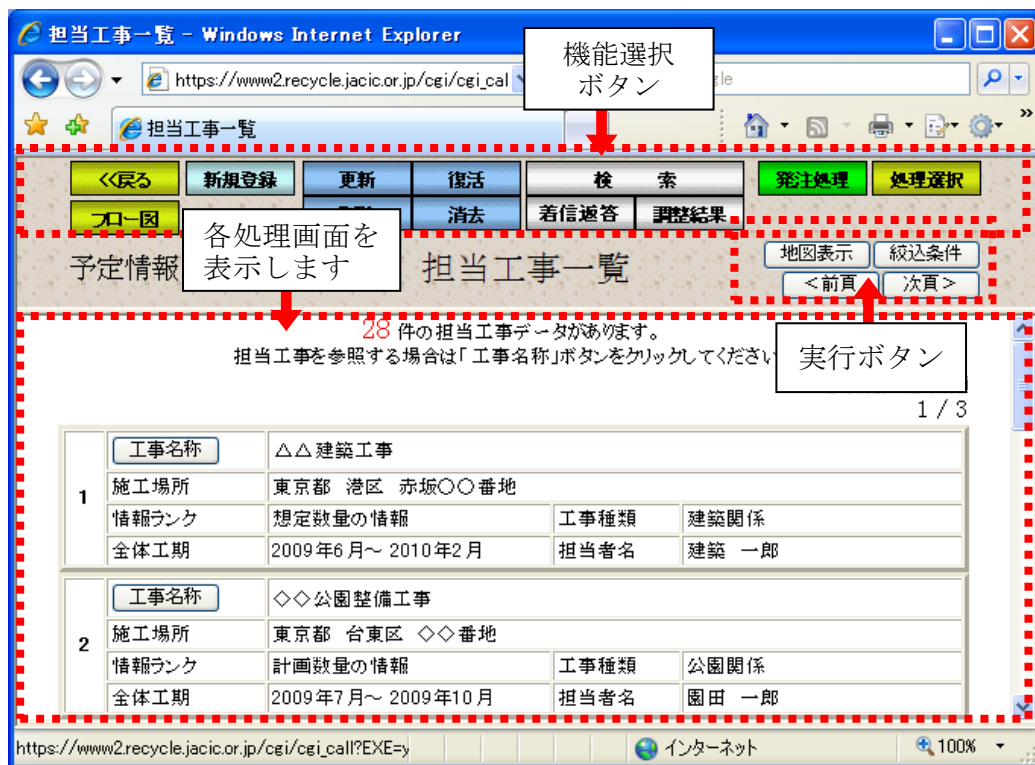 担当工事一覧 - Windows Internet Explorer
機能選択
ボタン
https://www2.recycle.jacic.or.jp/cgi/cgi_cal
担当工事一覧
<<戻る 新規登録 更新 復活 検 索 発注処理 処理選択
フロー図 消去 着信返答 調整結果
各処理画面を
表示します
予定情報 担当工事一覧
地図表示 絞込条件
<前頁 次頁>
28 件の担当工事データがあります。
担当工事を参照する場合は「工事名称」ボタンをクリックしてください
実行ボタン
1 / 3
1 工事名称 △△建築工事
施工場所 東京都 港区 赤坂○○番地
情報ランク 想定数量の情報 工事種類 建築関係
全体工期 2009年6月～2010年2月 担当者名 建築 一郎
2 工事名称 ◇◇公園整備工事
施工場所 東京都 台東区 ◇◇番地
情報ランク 計画数量の情報 工事種類 公園関係
全体工期 2009年7月～2009年10月 担当者名 園田 一郎
https://www2.recycle.jacic.or.jp/cgi/cgi_call?EXE=y インターネット 100%